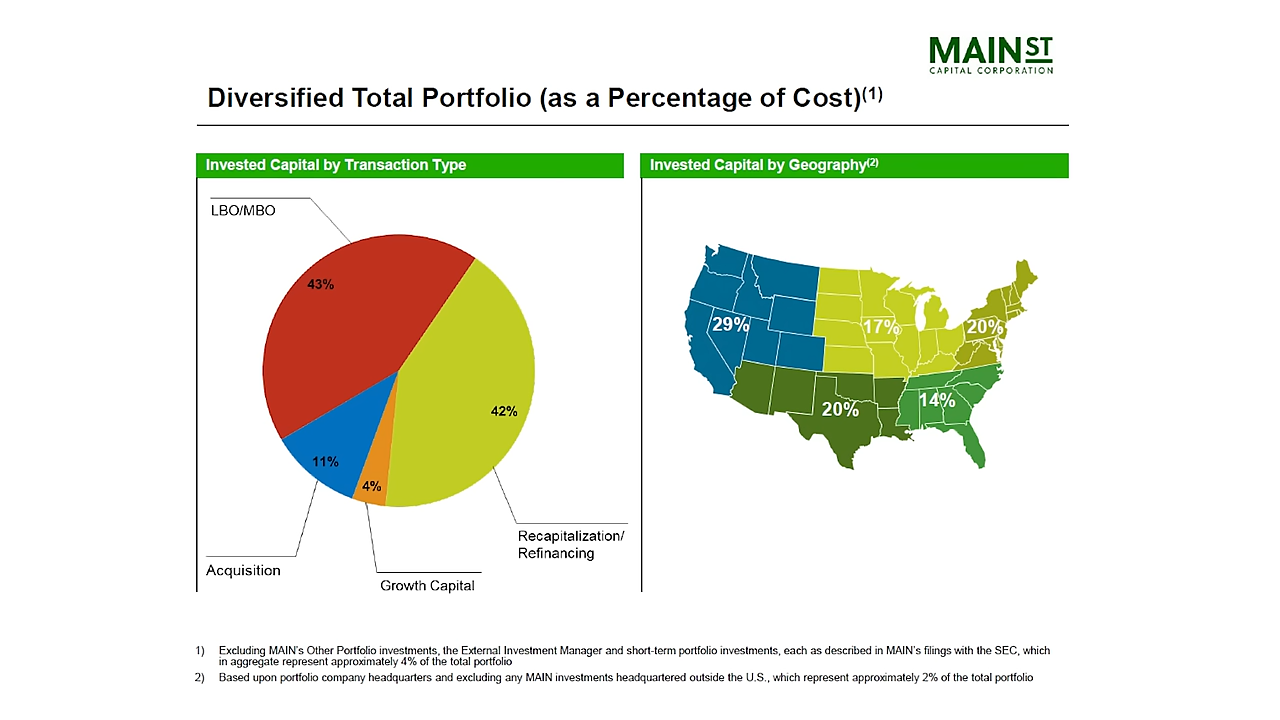 MAIN ST
CAPITAL CORPORATION
Diversified Total Portfolio (as a Percentage of Cost)(1)
Invested Capital by Transaction Type
LBO/MBO
43%
42%
11%
4%
Recapitalization/
Refinancing
Acquisition
Growth Capital
Invested Capital by Geography(2)
29%
17%
20%
20%
14%
1) Excluding MAIN's Other Portfolio investments, the External Investment Manager and short-term portfolio investments, each as described in MAIN's filings with the SEC, which
in aggregate represent approximately 4% of the total portfolio
2) Based upon portfolio company headquarters and excluding any MAIN investments headquartered outside the U.S., which represent approximately 2% of the total portfolio